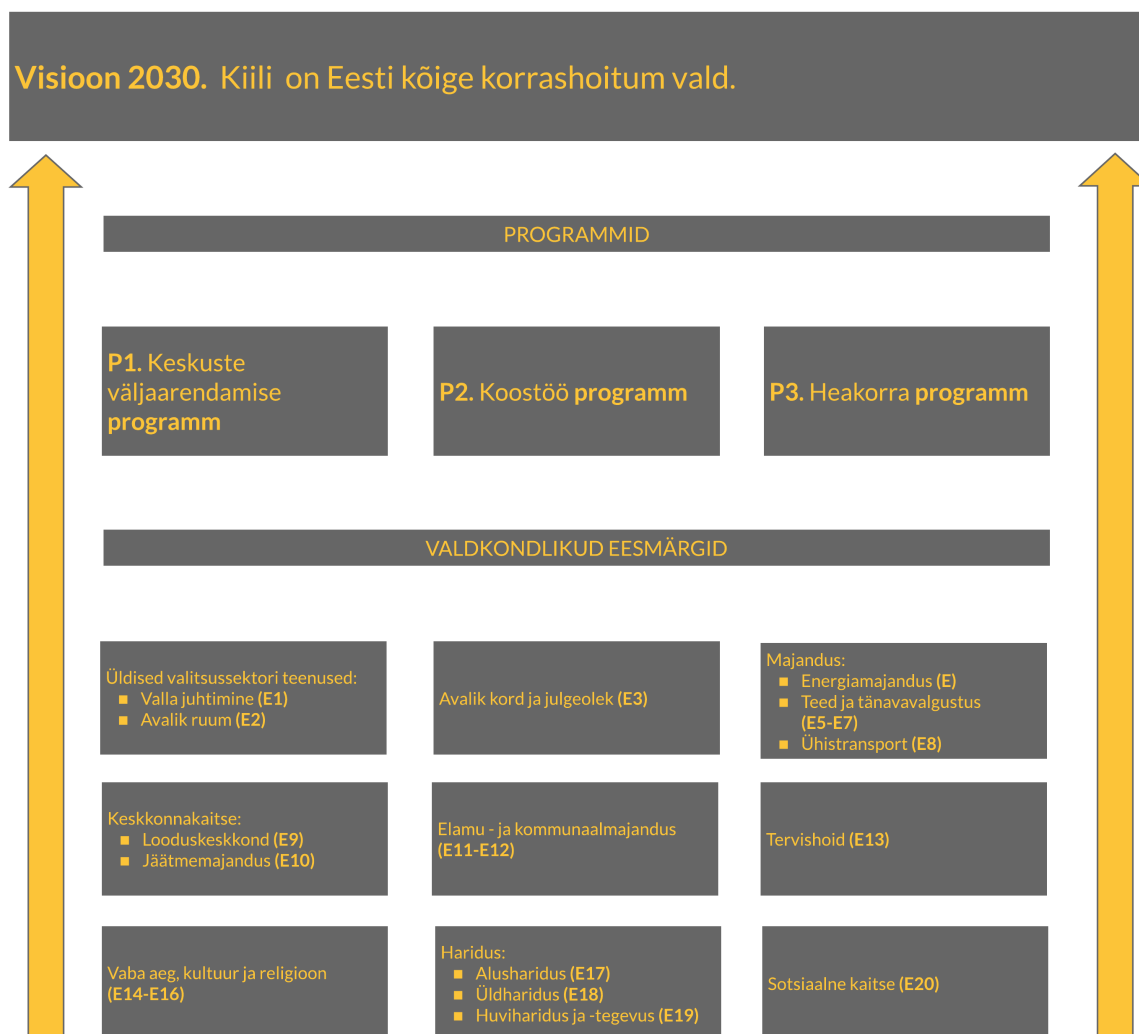 Visioon 2030. Kiili on Eesti kõige korrashoitum vald.
PROGRAMMID
P1. Keskuste
väljaarendamise
programm
P2. Koostöö programm
P3. Heakorra programm
VALDKONDLIKUD EESMÄRGID
Üldised valitsussektori teenused:
■ Valla juhtimine (E1)
■ Avalik ruum (E2)
Avalik kord ja julgeolek (E3)
Majandus:
■ Energiamajandus (E)
■ Teed ja tänavavalgustus
(E5-E7)
■ Ühistransport (E8)
Keskkonnakaitse:
■ Looduskeskkond (E9)
■ Jäätmemajandus (E10)
Elamu - ja kommunaalmajandus
(E11-E12)
Tervishoid (E13)
Vaba aeg, kultuur ja religioon
(E14-E16)
Haridus:
■ Alusharidus (E17)
■ Üldharidus (E18)
■ Huviharidus ja -tegevus (E19)
Sotsiaalne kaitse (E20)